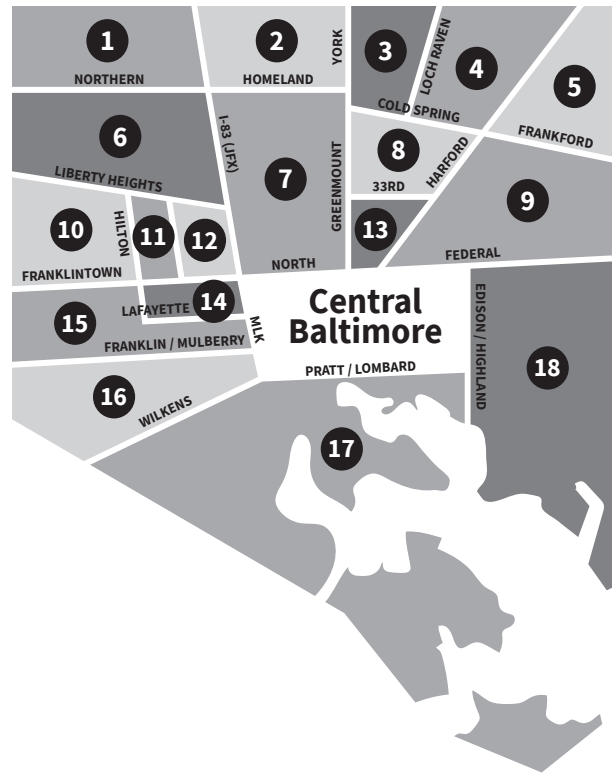 1
2
3
4
5
YORK
LOCH RAVEN
NORTHERN
HOMELAND
COLD SPRING
FRANKFORD
6
I-83 (JFX)
7
GREENMOUNT
8
HARFORD
33RD
9
LIBERTY HEIGHTS
10
HILTON
11
12
13
FRANKLINTOWN
NORTH
FEDERAL
14
LAFAYETTE
15
MLK
FRANKLIN / MULBERRY
Central
Baltimore
EDISON / HIGHLAND
PRATT / LOMBARD
16
WILKENS
17
18